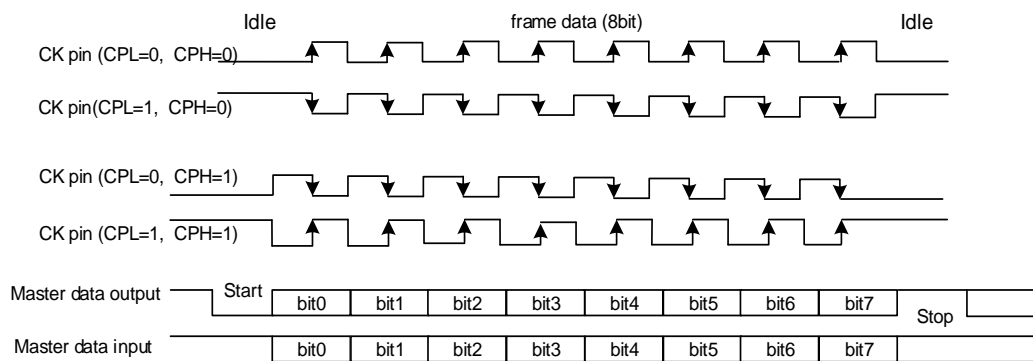 Idle frame data (8bit) Idle
CK pin (CPL=0, CPH=0)
CK pin(CPL=1, CPH=0)
CK pin (CPL=0, CPH=1)
CK pin (CPL=1, CPH=1)
Master data output Start bit0 bit1 bit2 bit3 bit4 bit5 bit6 bit7 Stop
Master data input bit0 bit1 bit2 bit3 bit4 bit5 bit6 bit7